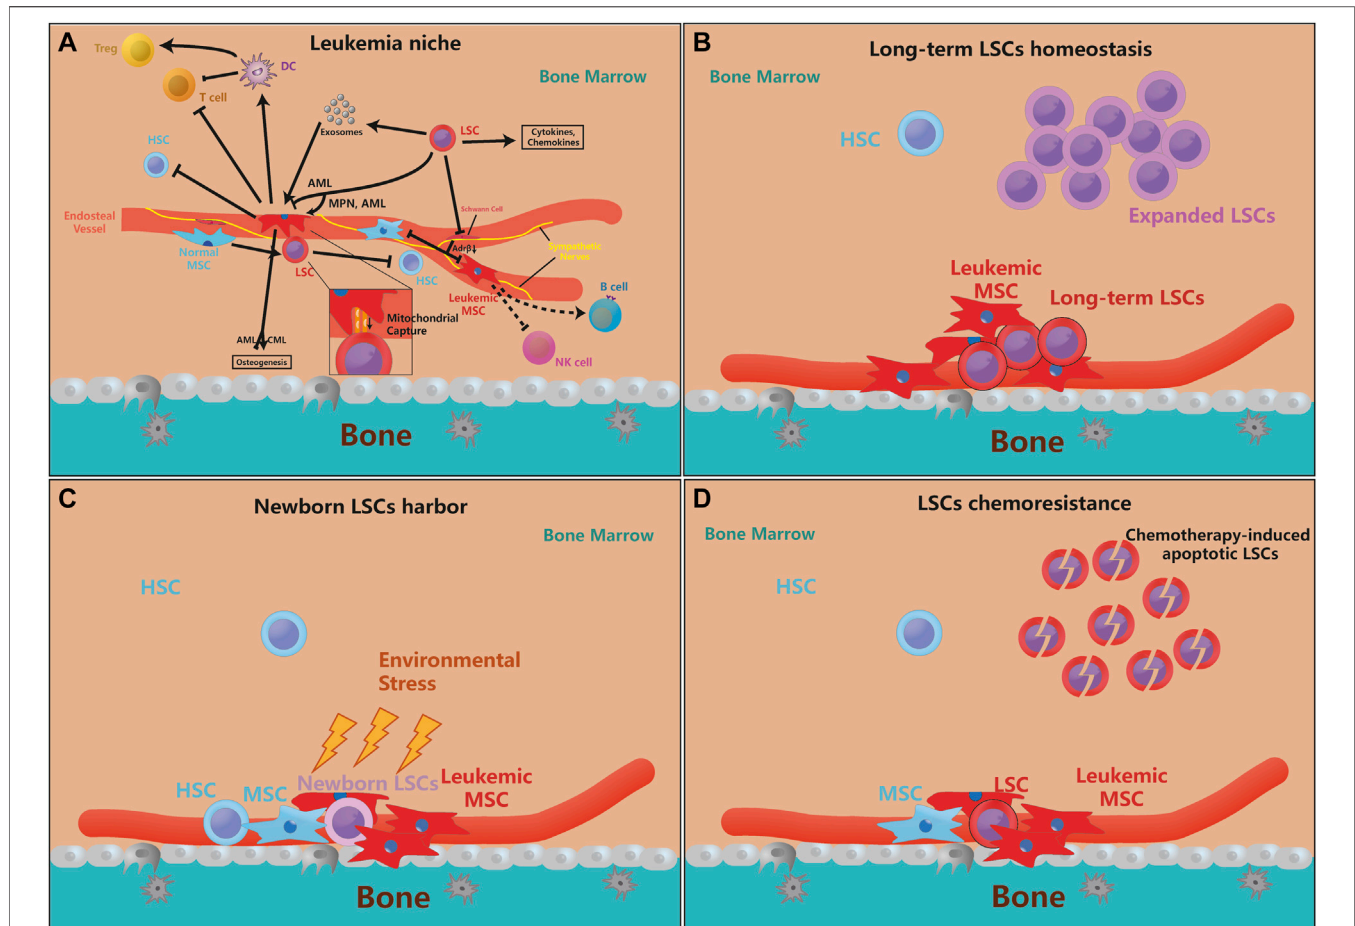 A
Leukemia niche
Treg
DC
Bone Marrow
T cell
Exosomes
LSC
Cytokines,
Chemokines
HSC
AML
MPN, AML
Endosteal
Vessel
Schwann Cell
Normal
MSC
Adrβ
Sympathetic
Nerves
LSC
HSC
Leukemic
MSC
B cell
Mitochondrial
Capture
AML
CML
Osteogenesis
NK cell
Bone
B
Long-term LSCs homeostasis
Bone Marrow
HSC
Expanded LSCs
Leukemic
MSC
Long-term LSCs
Bone
C
Newborn LSCs harbor
Bone Marrow
HSC
Environmental
Stress
Newborn LSCs
Leukemic
MSC
HSC
MSC
Bone
D
LSCs chemoresistance
Bone Marrow
Chemotherapy-induced
apoptotic LSCs
HSC
MSC
LSC
Leukemic
MSC
Bone